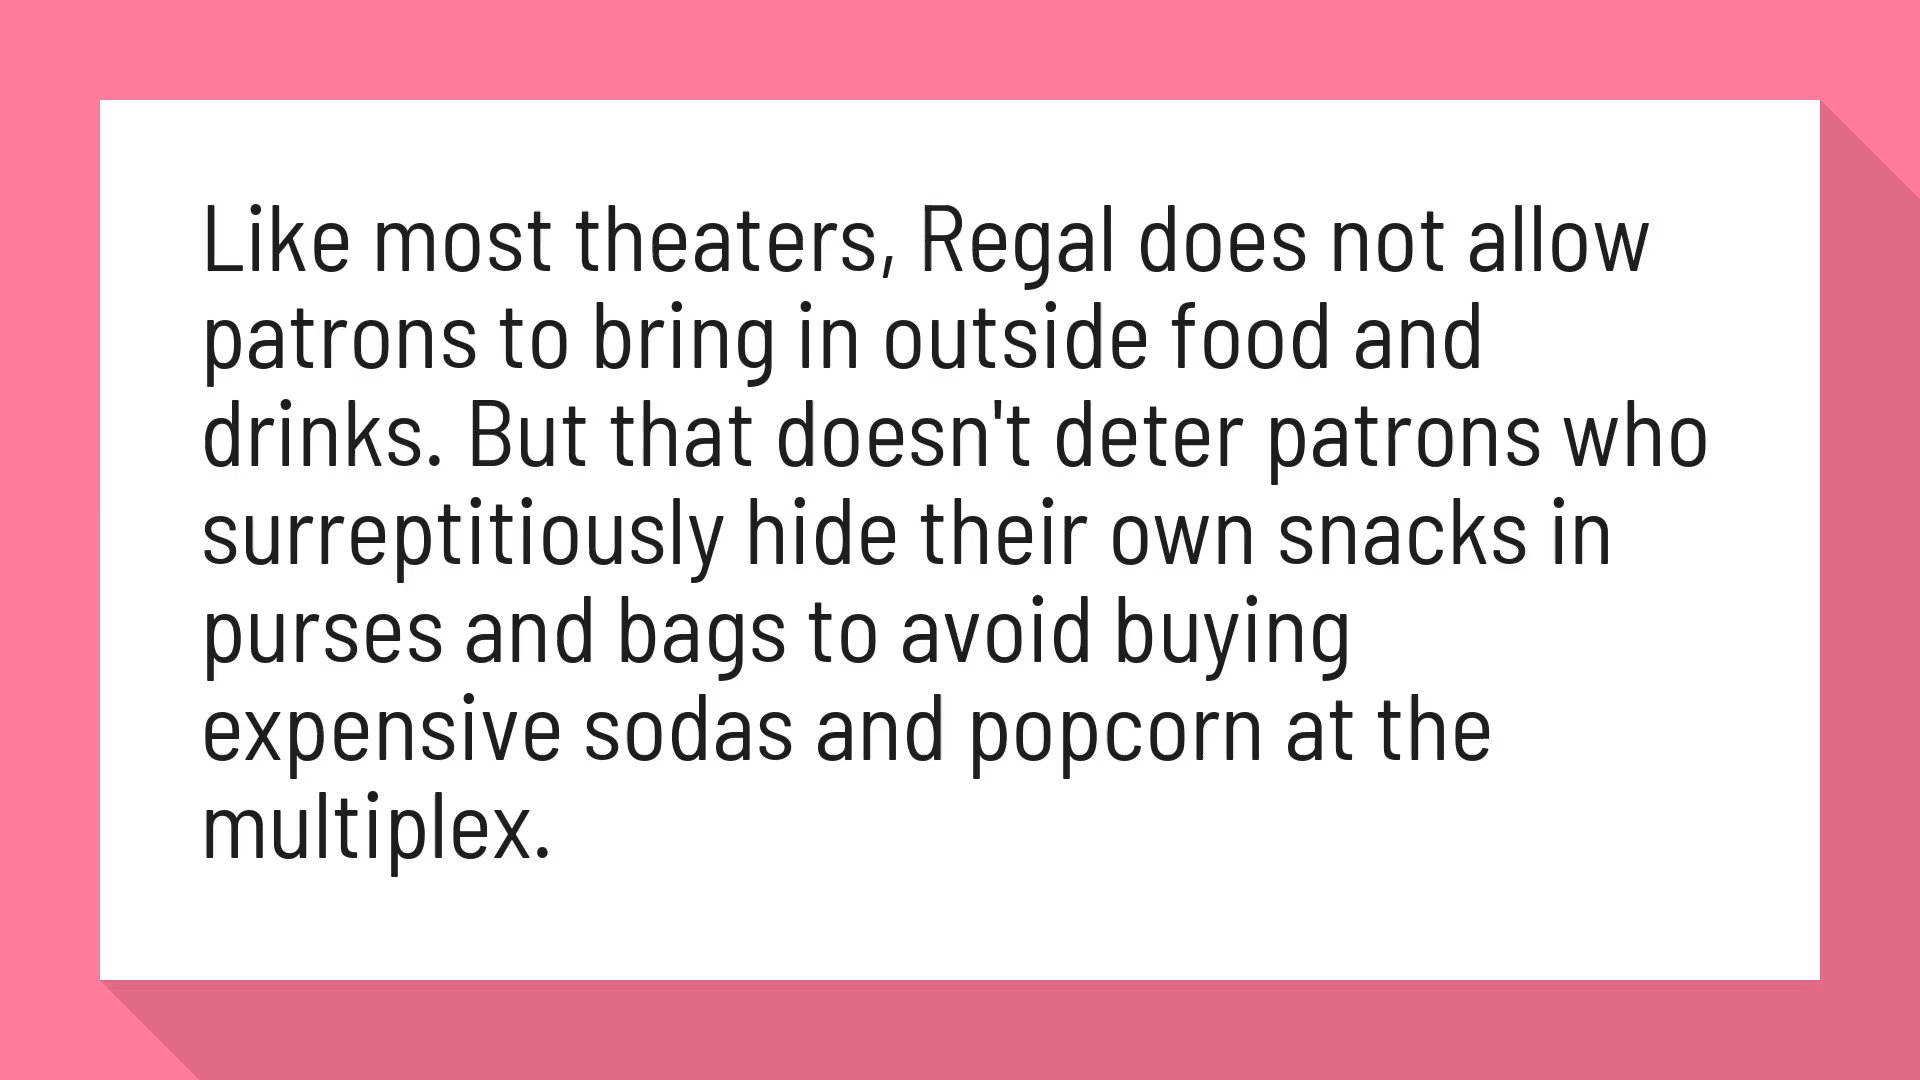 Like most theaters, Regal does not allow
patrons to bring in outside food and
drinks. But that doesn't deter patrons who
surreptitiously hide their own snacks in
purses and bags to avoid buying
expensive sodas and popcorn at the
multiplex.